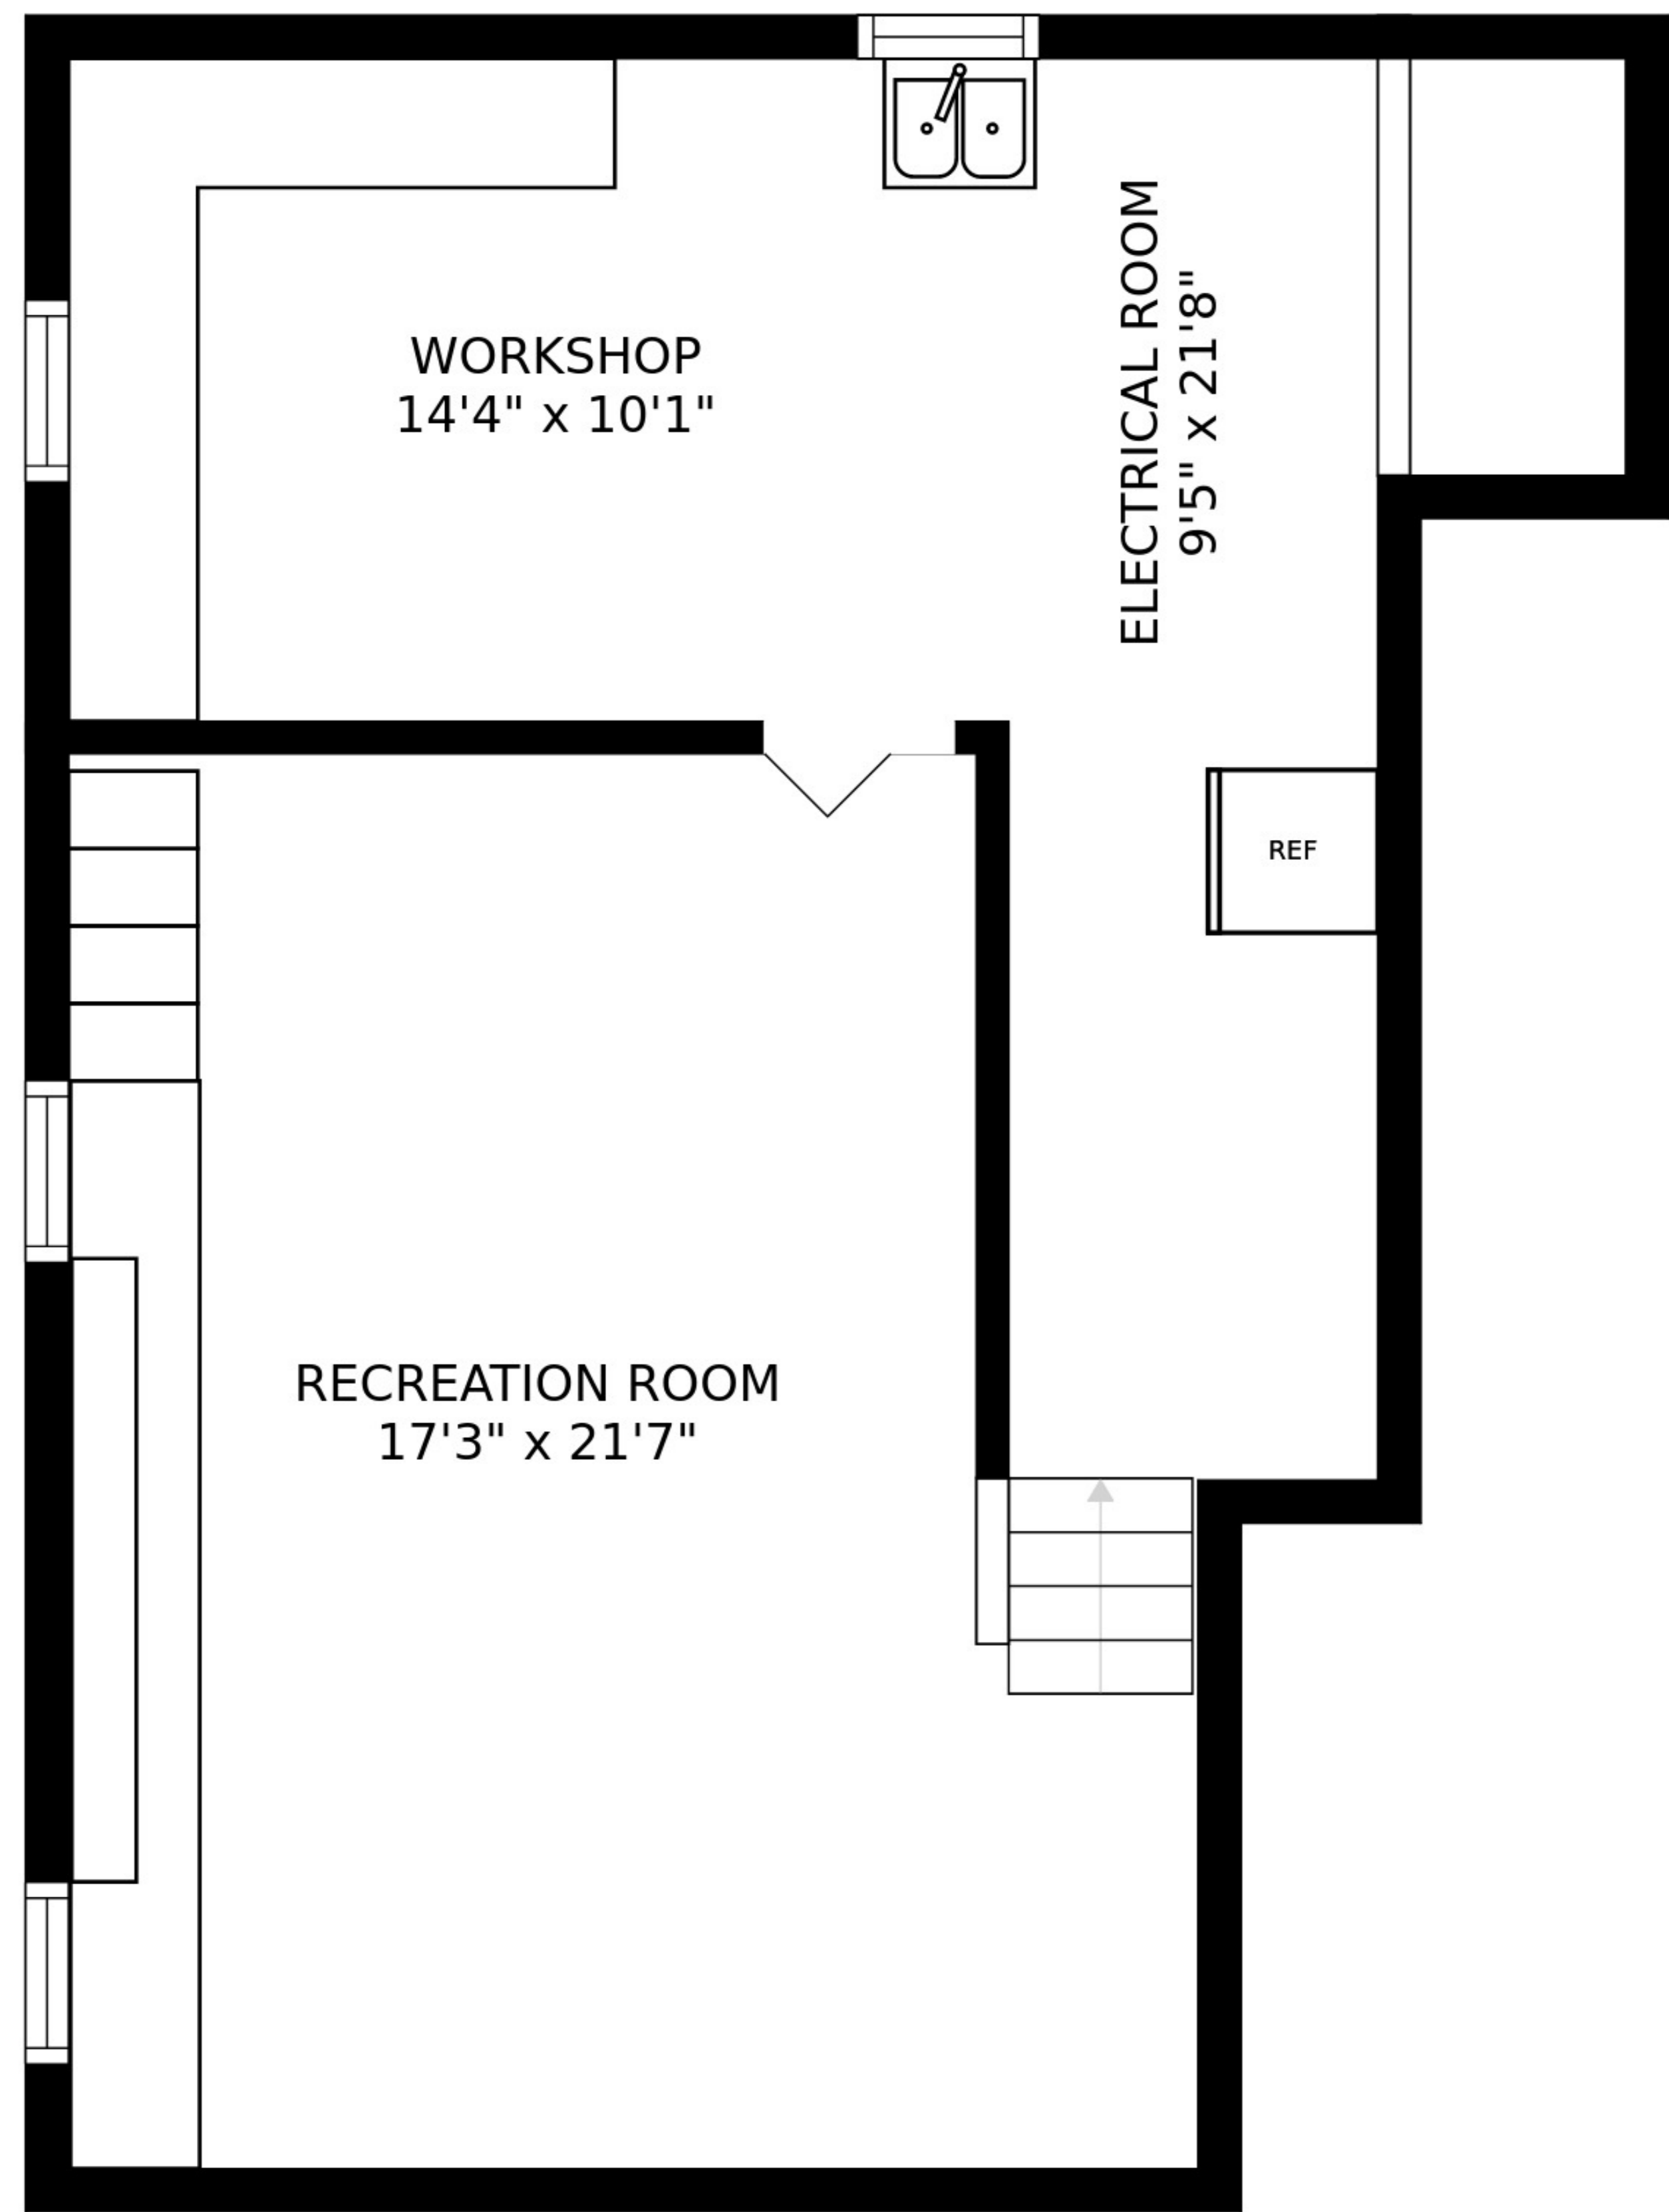 WORKSHOP
14'4" x 10'1"
ELECTRICAL ROOM
9'5" x 21'8"
REF
RECREATION ROOM
17'3" x 21'7"